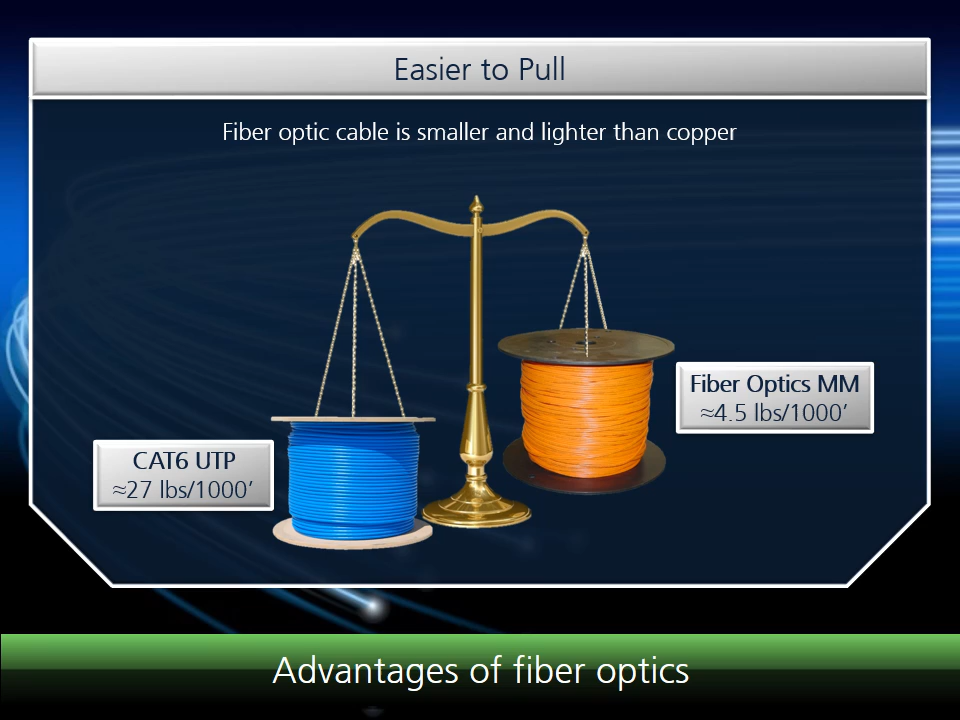 Easier to Pull
Fiber optic cable is smaller and lighter than copper
Fiber Optics MM
≈4.5 lbs/1000’
CAT6 UTP
≈27 lbs/1000’
Advantages of fiber optics